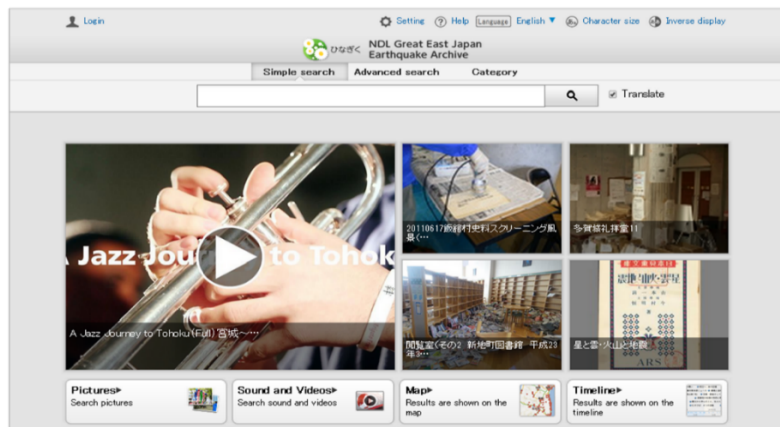 Login
Setting
Help
Language
English
Character size
Inverse display
ひなぎく
NDL Great East Japan
Earthquake Archive
Simple search
Advanced search
Category
Translate
A Jazz Journey to Tohoku
A Jazz Journey to Tohoku(Full) 宮城~…
20110617飯舘村史料スクリーニング風
景(…
多賀城礼拝堂11
閲覧室(その2 新地町図書館 平成23
年3…
星と雲・火山と地震
ARS
Pictures
Search pictures
Sound and Videos
Search sound and videos
Map
Results are shown on the
map
Timeline
Results are shown on the
timeline